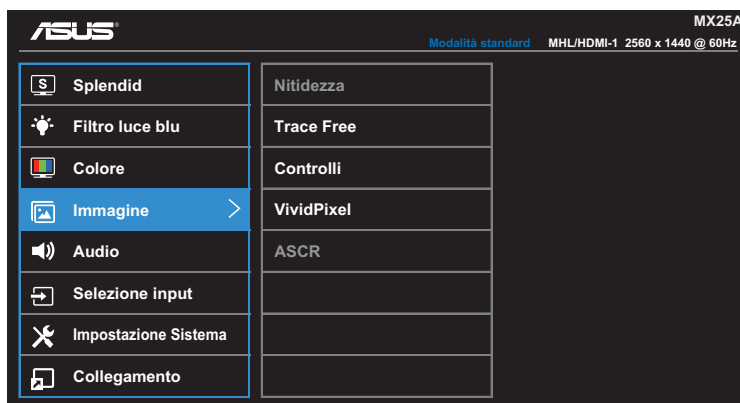 ASUS
MX25A
Modalità standard MHL/HDMI-1 2560 x 1440 @ 60Hz
S Splendid
Filtro luce blu
Colore
Immagine
Audio
Selezione input
Impostazione Sistema
Collegamento
Nitidezza
Trace Free
Controlli
VividPixel
ASCR